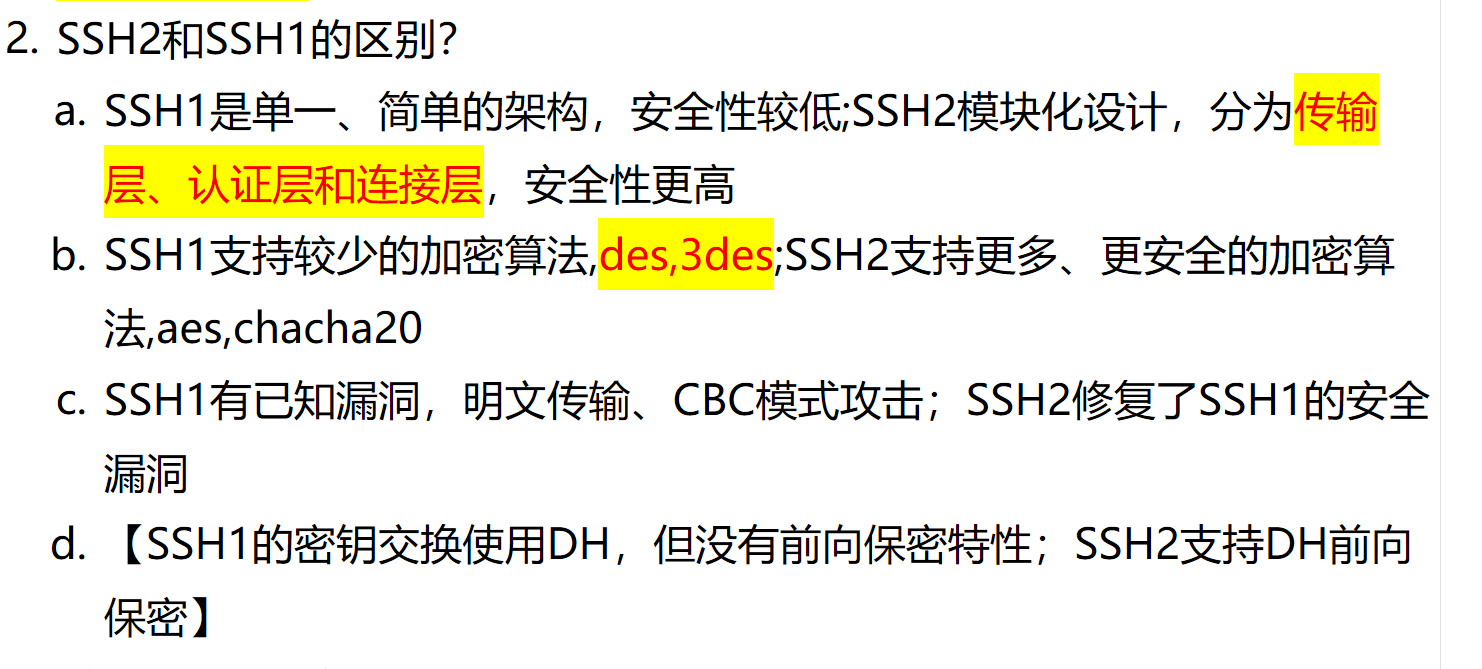 2. SSH2和SSH1的区别？
a. SSH1是单一、简单的架构，安全性较低;SSH2模块化设计，分为传输
层、认证层和连接层，安全性更高
b. SSH1支持较少的加密算法,des,3des;SSH2支持更多、更安全的加密算
法,aes,chacha20
c. SSH1有已知漏洞，明文传输、CBC模式攻击；SSH2修复了SSH1的安全
漏洞
d. 【SSH1的密钥交换使用DH，但没有前向保密特性；SSH2支持DH前向
保密】